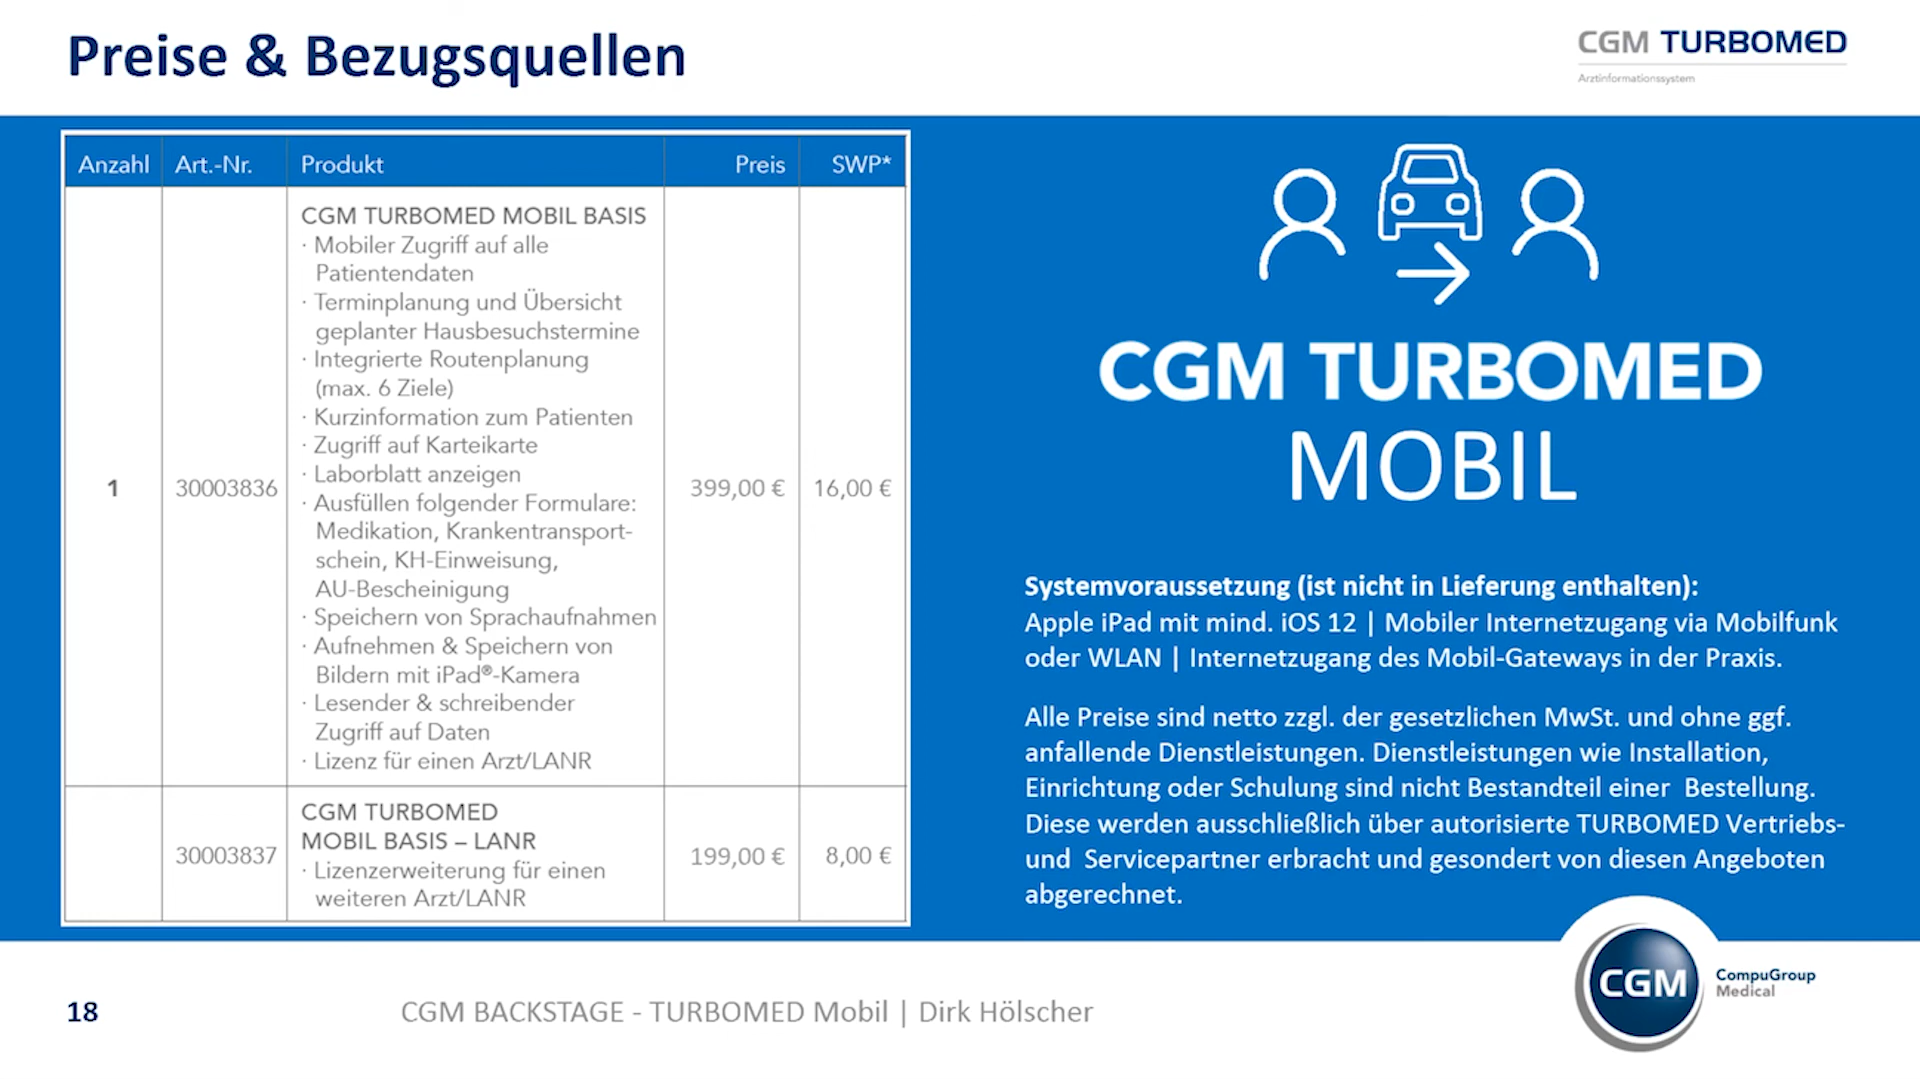 Preise & Bezugsquellen
CGM TURBOMED
Arztinformationssystem
Anzahl Art.-Nr. Produkt Preis SWP*
CGM TURBOMED MOBIL BASIS
· Mobiler Zugriff auf alle
Patientendaten
· Terminplanung und Übersicht
geplanter Hausbesuchstermine
· Integrierte Routenplanung
(max. 6 Ziele)
· Kurzinformation zum Patienten
· Zugriff auf Karteikarte
· Laborblatt anzeigen
1 30003836 399,00 € 16,00 €
· Ausfüllen folgender Formulare:
Medikation, Krankentransport-
schein, KH-Einweisung,
AU-Bescheinigung
· Speichern von Sprachaufnahmen
· Aufnehmen & Speichern von
Bildern mit iPad®-Kamera
· Lesender & schreibender
Zugriff auf Daten
· Lizenz für einen Arzt/LANR
CGM TURBOMED
MOBIL BASIS – LANR
30003837 199,00 € 8,00 €
· Lizenzerweiterung für einen
weiteren Arzt/LANR
CGM TURBOMED
MOBIL
Systemvoraussetzung (ist nicht in Lieferung enthalten):
Apple iPad mit mind. iOS 12 | Mobiler Internetzugang via Mobilfunk
oder WLAN | Internetzugang des Mobil-Gateways in der Praxis.
Alle Preise sind netto zzgl. der gesetzlichen MwSt. und ohne ggf.
anfallende Dienstleistungen. Dienstleistungen wie Installation,
Einrichtung oder Schulung sind nicht Bestandteil einer Bestellung.
Diese werden ausschließlich über autorisierte TURBOMED Vertriebs-
und Servicepartner erbracht und gesondert von diesen Angeboten
abgerechnet.
18
CGM BACKSTAGE - TURBOMED Mobil | Dirk Hölscher
CGM
CompuGroup
Medical